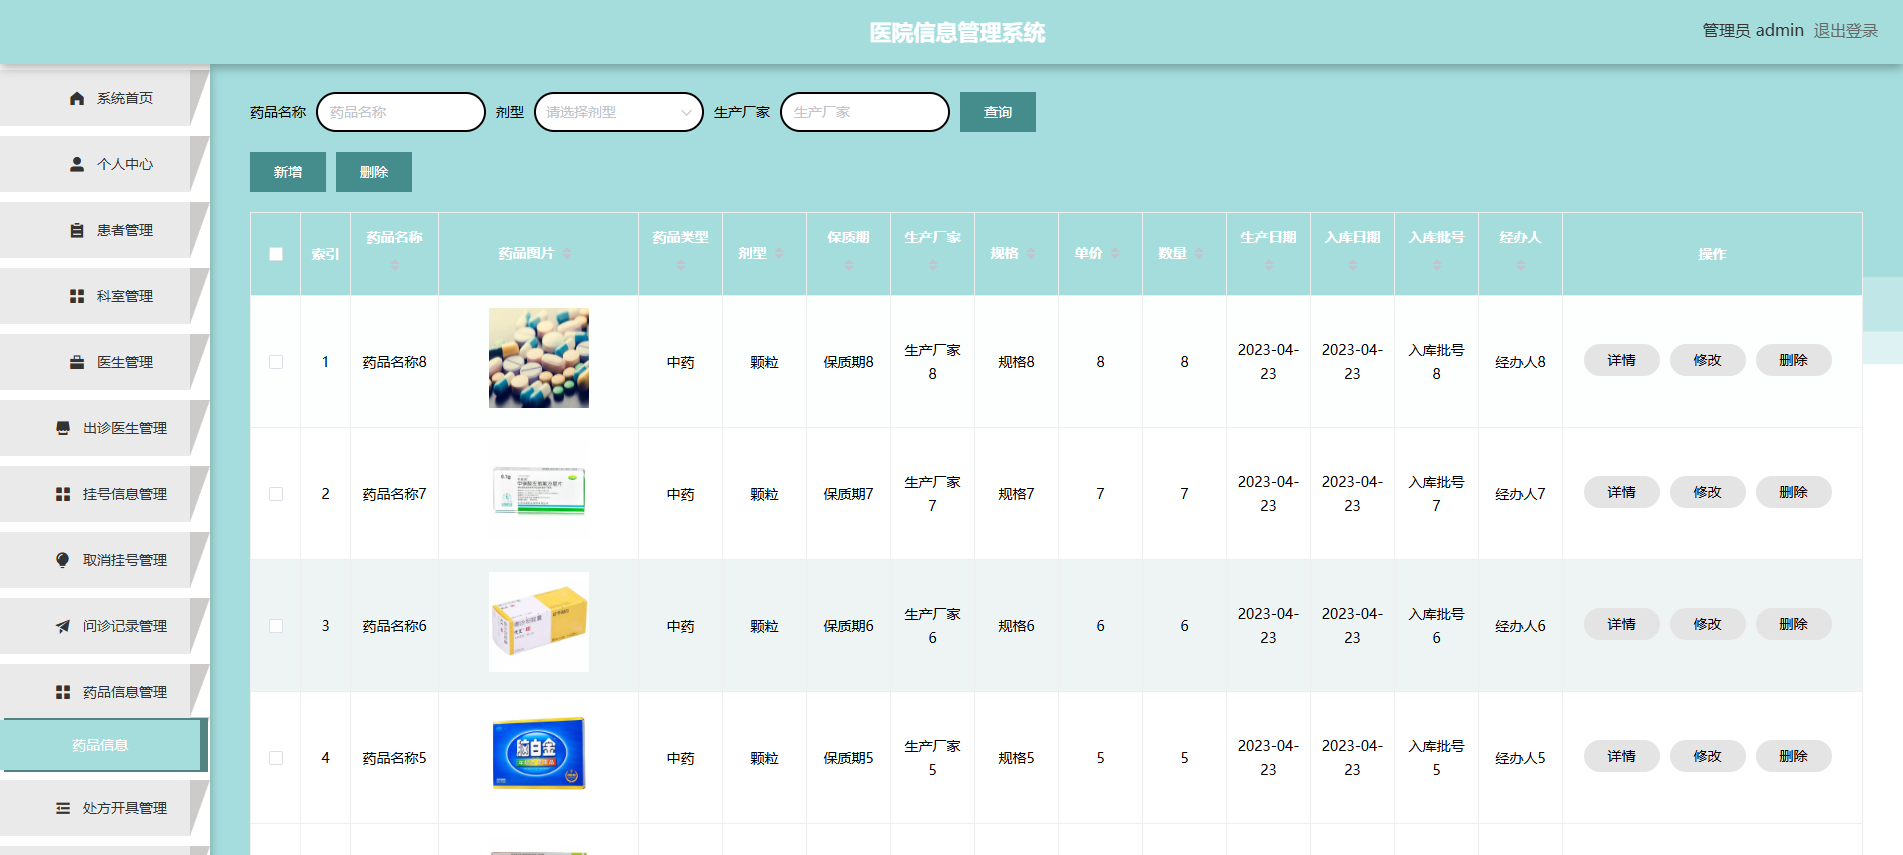 医院信息管理系统
管理员 admin 退出登录
系统首页
个人中心
患者管理
科室管理
医生管理
出诊医生管理
挂号信息管理
取消挂号管理
问诊记录管理
药品信息管理
药品信息
处方开具管理
药品名称 药品名称 剂型 请选择剂型 生产厂家 生产厂家 查询
新增 删除
索引 药品名称 药品图片 药品类型 剂型 保质期 生产厂家 规格 单价 数量 生产日期 入库日期 入库批号 经办人 操作
1 药品名称8 中药 颗粒 保质期8 生产厂家8 规格8 8 8 2023-04-23 2023-04-23 入库批号8 经办人8 详情 修改 删除
2 药品名称7 中药 颗粒 保质期7 生产厂家7 规格7 7 7 2023-04-23 2023-04-23 入库批号7 经办人7 详情 修改 删除
3 药品名称6 中药 颗粒 保质期6 生产厂家6 规格6 6 6 2023-04-23 2023-04-23 入库批号6 经办人6 详情 修改 删除
4 药品名称5 脑白金 中药 颗粒 保质期5 生产厂家5 规格5 5 5 2023-04-23 2023-04-23 入库批号5 经办人5 详情 修改 删除